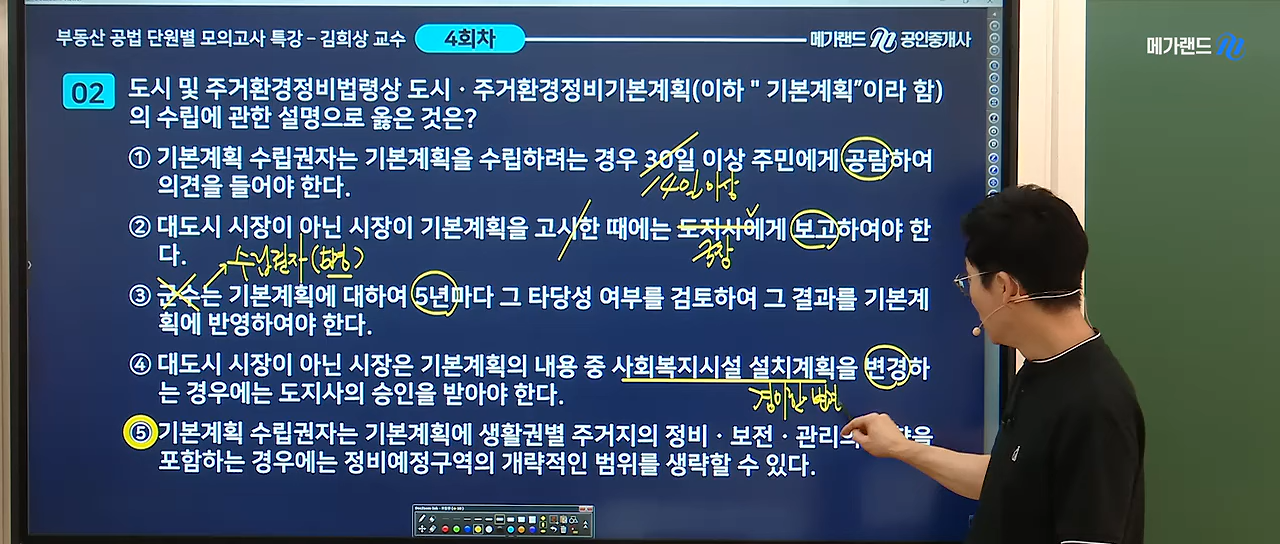 부동산 공법 단원별 모의고사 특강 - 김희상 교수 4회차 메가랜드 공인중개사
메가랜드
02 도시 및 주거환경정비법령상 도시 · 주거환경정비기본계획(이하 " 기본계획"이라 함)
의 수립에 관한 설명으로 옳은 것은?
① 기본계획 수립권자는 기본계획을 수립하려는 경우 30일 이상 주민에게 공람하여
14일 이상
의견을 들어야 한다.
② 대도시 시장이 아닌 시장이 기본계획을 고시한 때에는 도지사에게 보고하여야 한
국장
다.
수립권자
③ 군수는 기본계획에 대하여 5년마다 그 타당성 여부를 검토하여 그 결과를 기본계
획에 반영하여야 한다.
④ 대도시 시장이 아닌 시장은 기본계획의 내용 중 사회복지시설 설치계획을 변경하
는 경우에는 도지사의 승인을 받아야 한다.
경미한 변경
⑤ 기본계획 수립권자는 기본계획에 생활권별 주거지의 정비 · 보전 · 관리의
포함하는 경우에는 정비예정구역의 개략적인 범위를 생략할 수 있다.